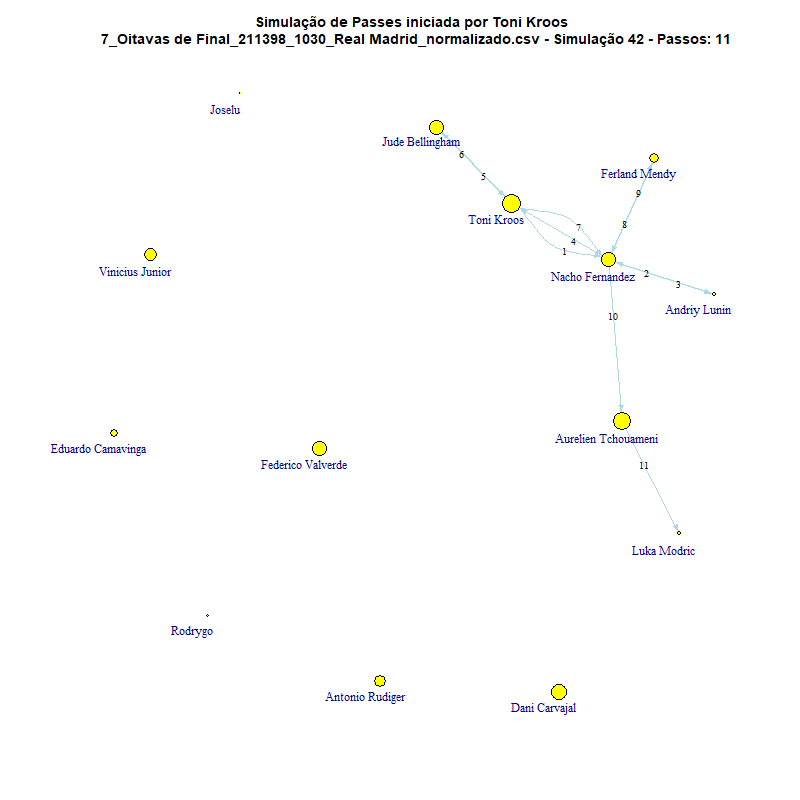 Simulação de Passes iniciada por Toni Kroos
7_Oitavas de Final_211398_1030_Real Madrid_normalizado.csv - Simulação 42 - Passos: 11
Joselu
Jude Bellingham
6
5
Ferland Mendy
9
Toni Kroos
7
8
4
1
Vinicius Junior
Nacho Fernandez
2
3
Andriy Lunin
10
Aurelien Tchouameni
Eduardo Camavinga
Federico Valverde
11
Luka Modric
Rodrygo
Antonio Rudiger
Dani Carvajal